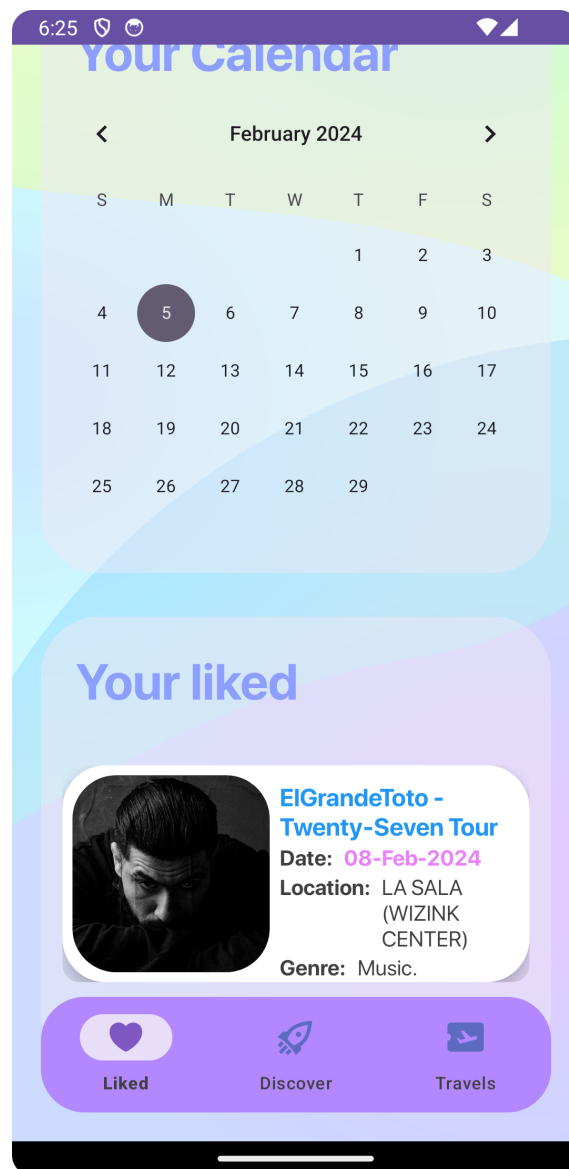 6:25
Your Calendar
February 2024
S M T W T F S
1 2 3
4 5 6 7 8 9 10
11 12 13 14 15 16 17
18 19 20 21 22 23 24
25 26 27 28 29
Your liked
ElGrandeToto -
Twenty-Seven Tour
Date: 08-Feb-2024
Location: LA SALA
(WIZINK
CENTER)
Genre: Music.
Liked Discover Travels